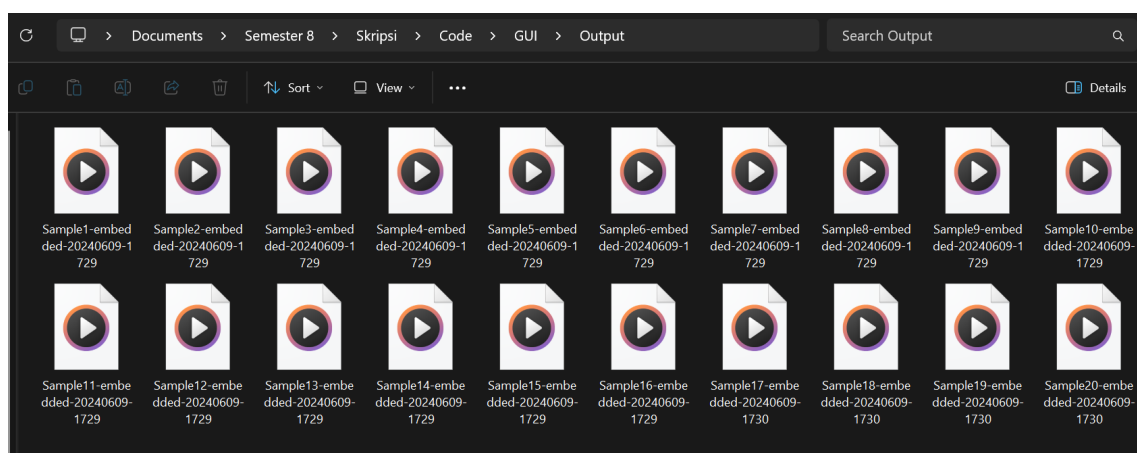 Documents > Semester 8 > Skripsi > Code > GUI > Output
Search Output
Sort
View
...
Details
Sample1-embed
ded-20240609-1
729
Sample2-embed
ded-20240609-1
729
Sample3-embed
ded-20240609-1
729
Sample4-embed
ded-20240609-1
729
Sample5-embed
ded-20240609-1
729
Sample6-embed
ded-20240609-1
729
Sample7-embed
ded-20240609-1
729
Sample8-embed
ded-20240609-1
729
Sample9-embed
ded-20240609-1
729
Sample10-embe
dded-20240609-
1729
Sample11-embe
dded-20240609-
1729
Sample12-embe
dded-20240609-
1729
Sample13-embe
dded-20240609-
1729
Sample14-embe
dded-20240609-
1729
Sample15-embe
dded-20240609-
1729
Sample16-embe
dded-20240609-
1729
Sample17-embe
dded-20240609-
1730
Sample18-embe
dded-20240609-
1730
Sample19-embe
dded-20240609-
1730
Sample20-embe
dded-20240609-
1730